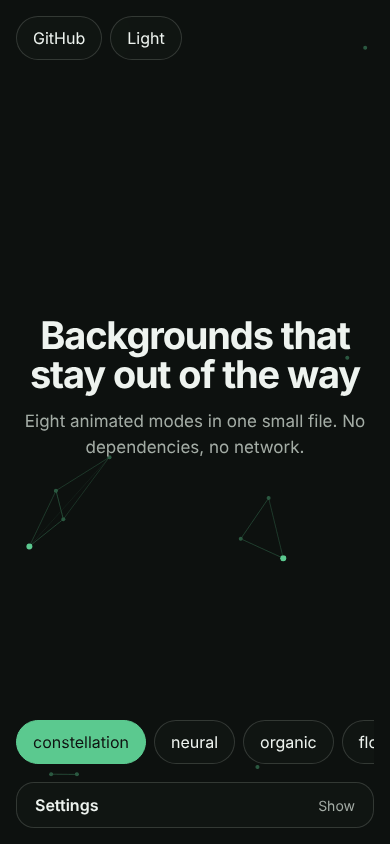 GitHub Light
Backgrounds that
stay out of the way
Eight animated modes in one small file. No
dependencies, no network.
constellation neural organic flo
Settings Show